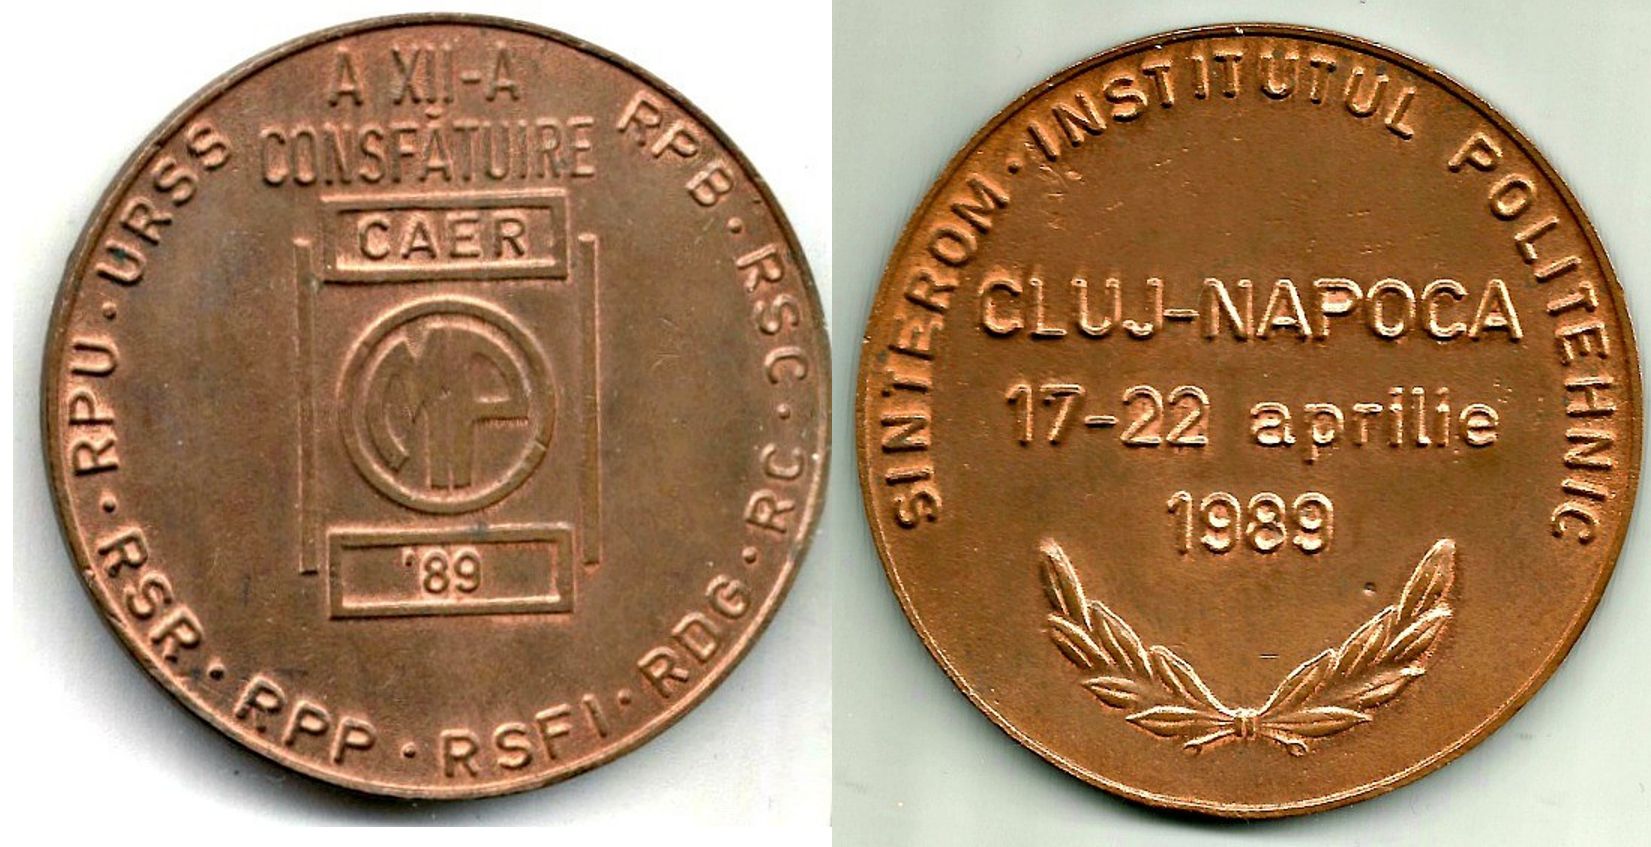 A XII-A
CONSFĂTUIRE
CAER
'89
RPB · RSC · RC · RDG · RSFI · RPP · RSR · RPU · URSS
SINTEROM · INSTITUTUL POLITEHNIC
CLUJ-NAPOCA
17-22 aprilie
1989